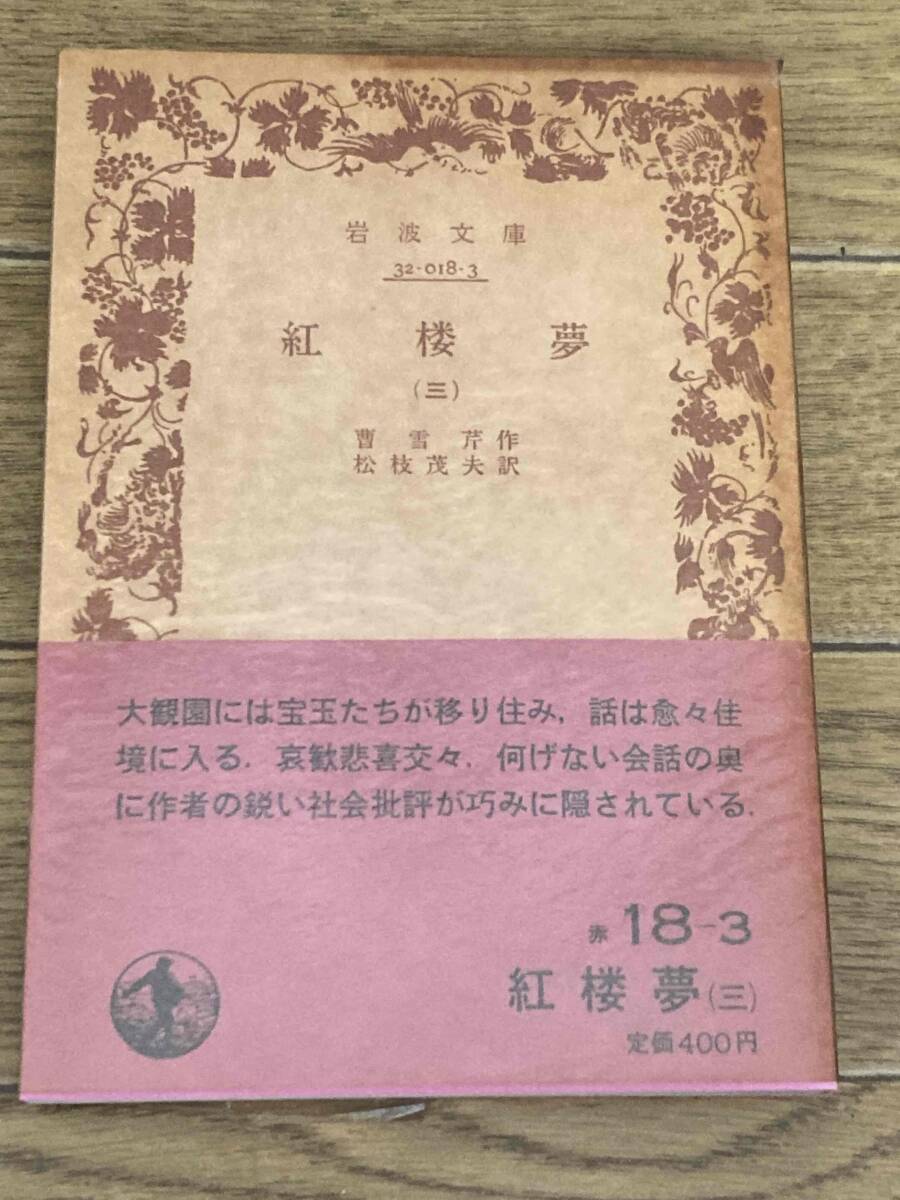 岩波文庫
32-018-3
紅楼夢
(三)
曹雪芹作
松枝茂夫訳
大観園には宝玉たちが移り住み，話は愈々佳
境に入る．哀歓悲喜交々，何げない会話の奥
に作者の鋭い社会批評が巧みに隠されている．
赤 18-3
紅楼夢(三)
定価400円